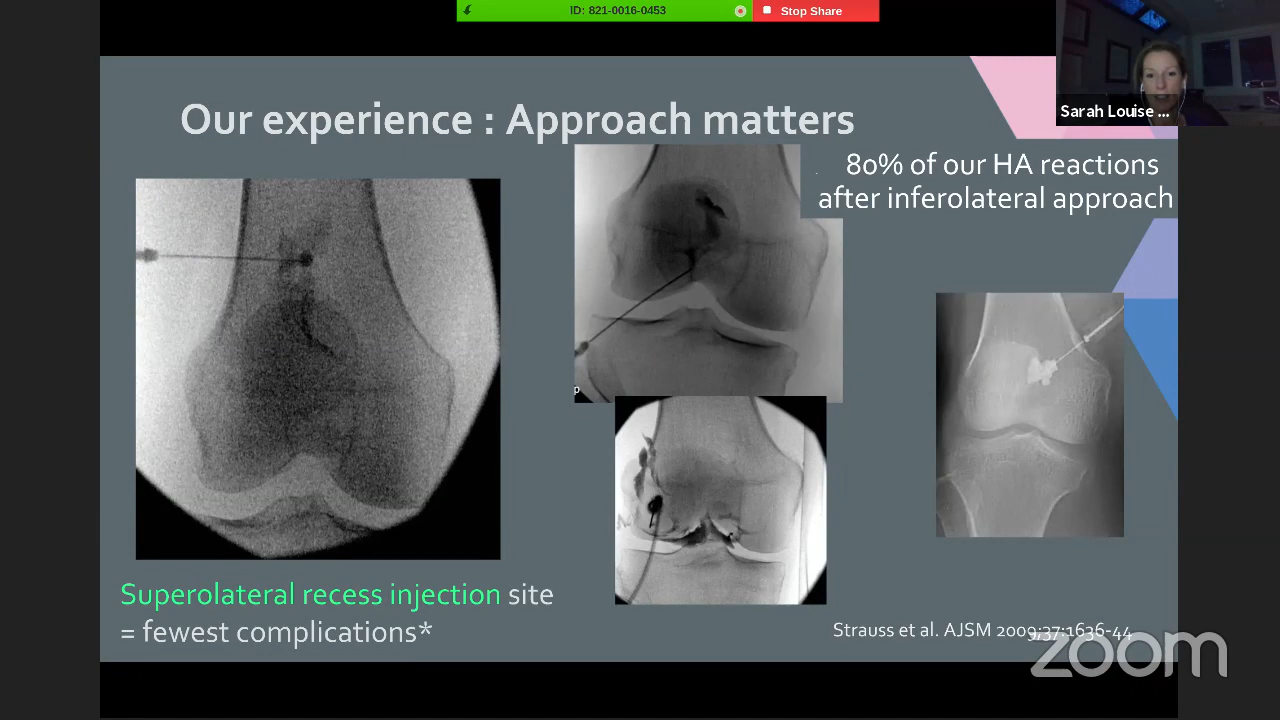 ID: 821-0016-0453
Stop Share
Sarah Louise ...
Our experience : Approach matters
80% of our HA reactions
after inferolateral approach
p
Superolateral recess injection site
= fewest complications*
Strauss et al. AJSM 2009;37:1636-44
zoom